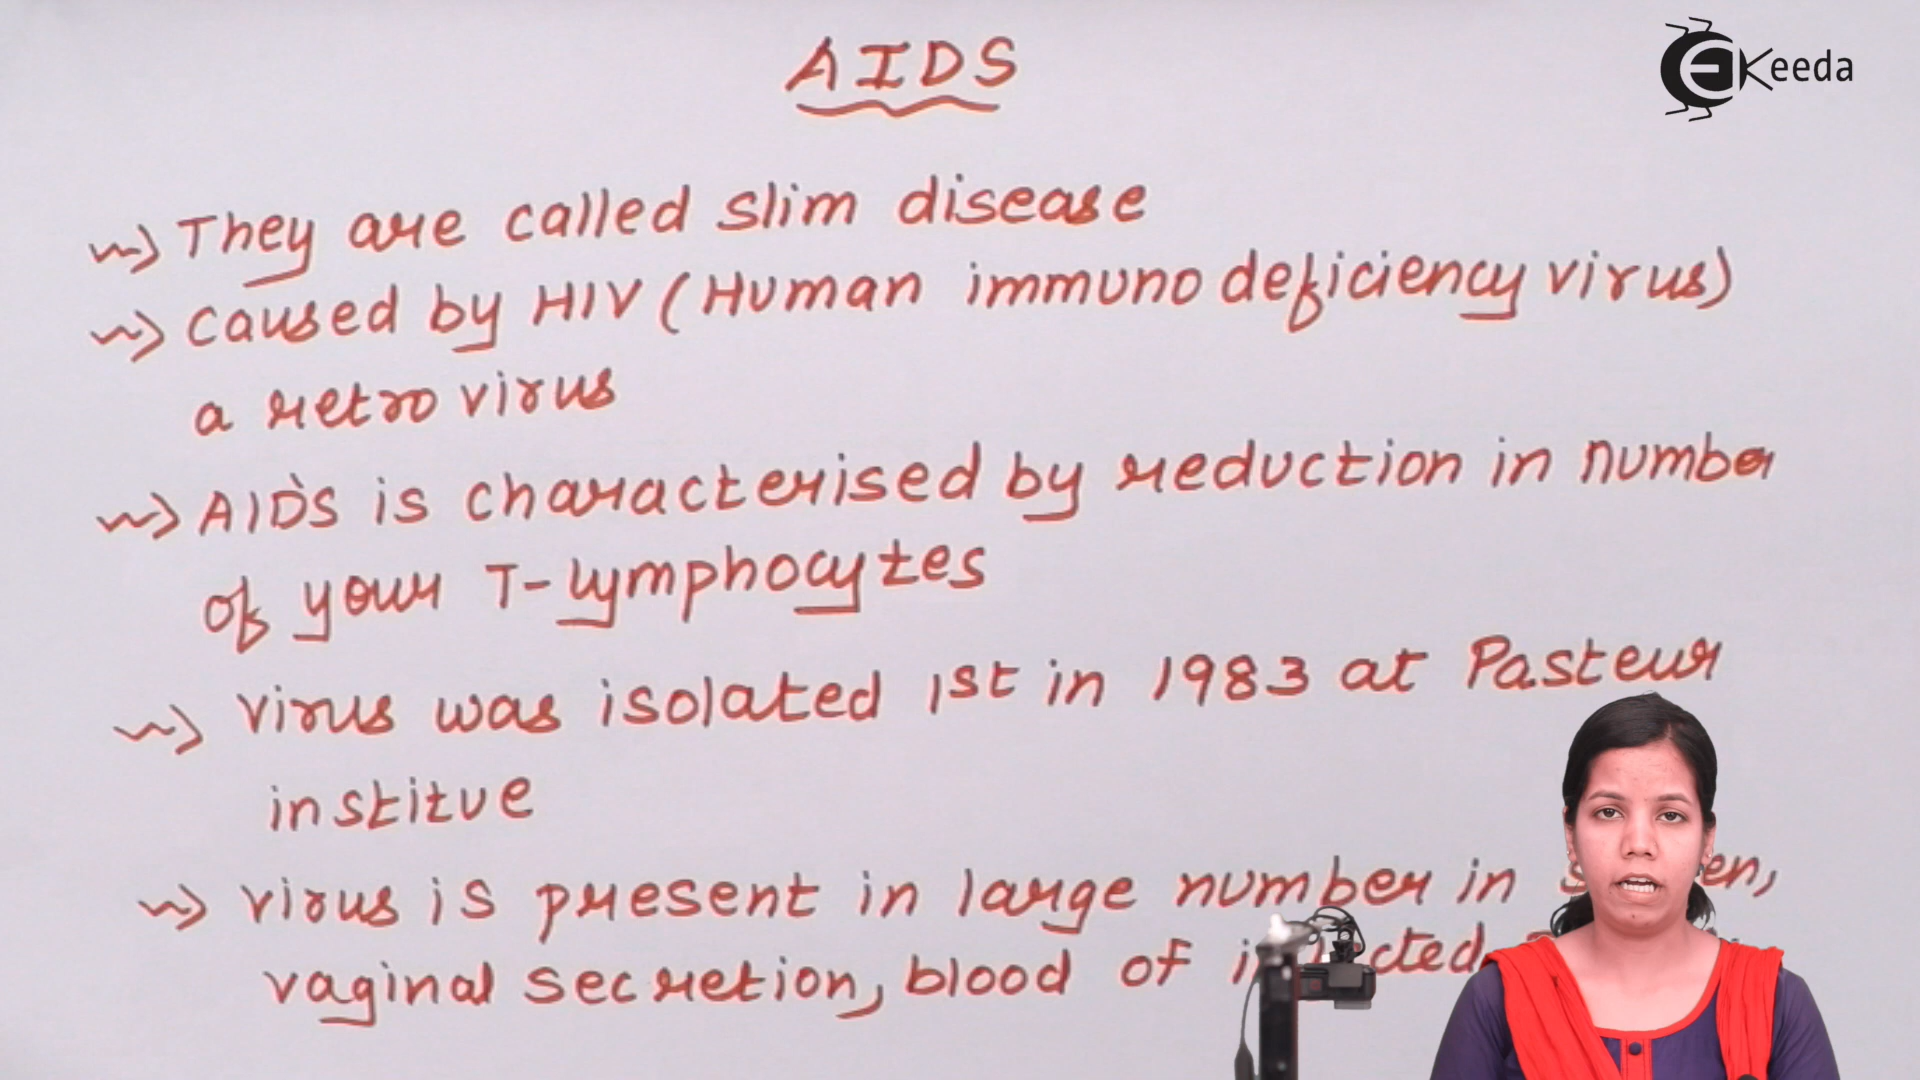 AIDS
EKeeda
~> They are called slim disease
~> caused by HIV (Human immuno deficiency virus)
a retro virus
~> AIDS is characterised by reduction in number
of your T-lymphocytes
~> virus was isolated 1st in 1983 at Pasteur
institue
~> virus is present in large number in
vaginal secretion, blood of